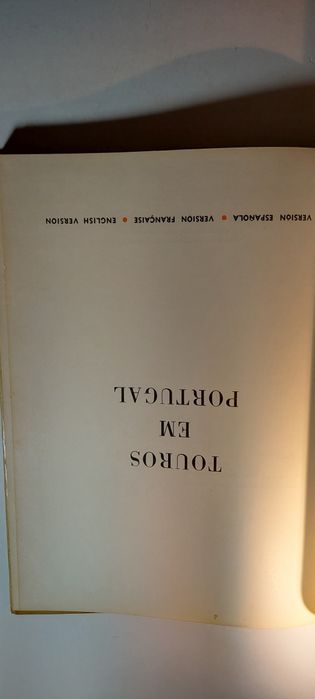 TOUROS
EM
PORTUGAL
VERSION ESPAÑOLA • VERSION FRANÇAISE • ENGLISH VERSION